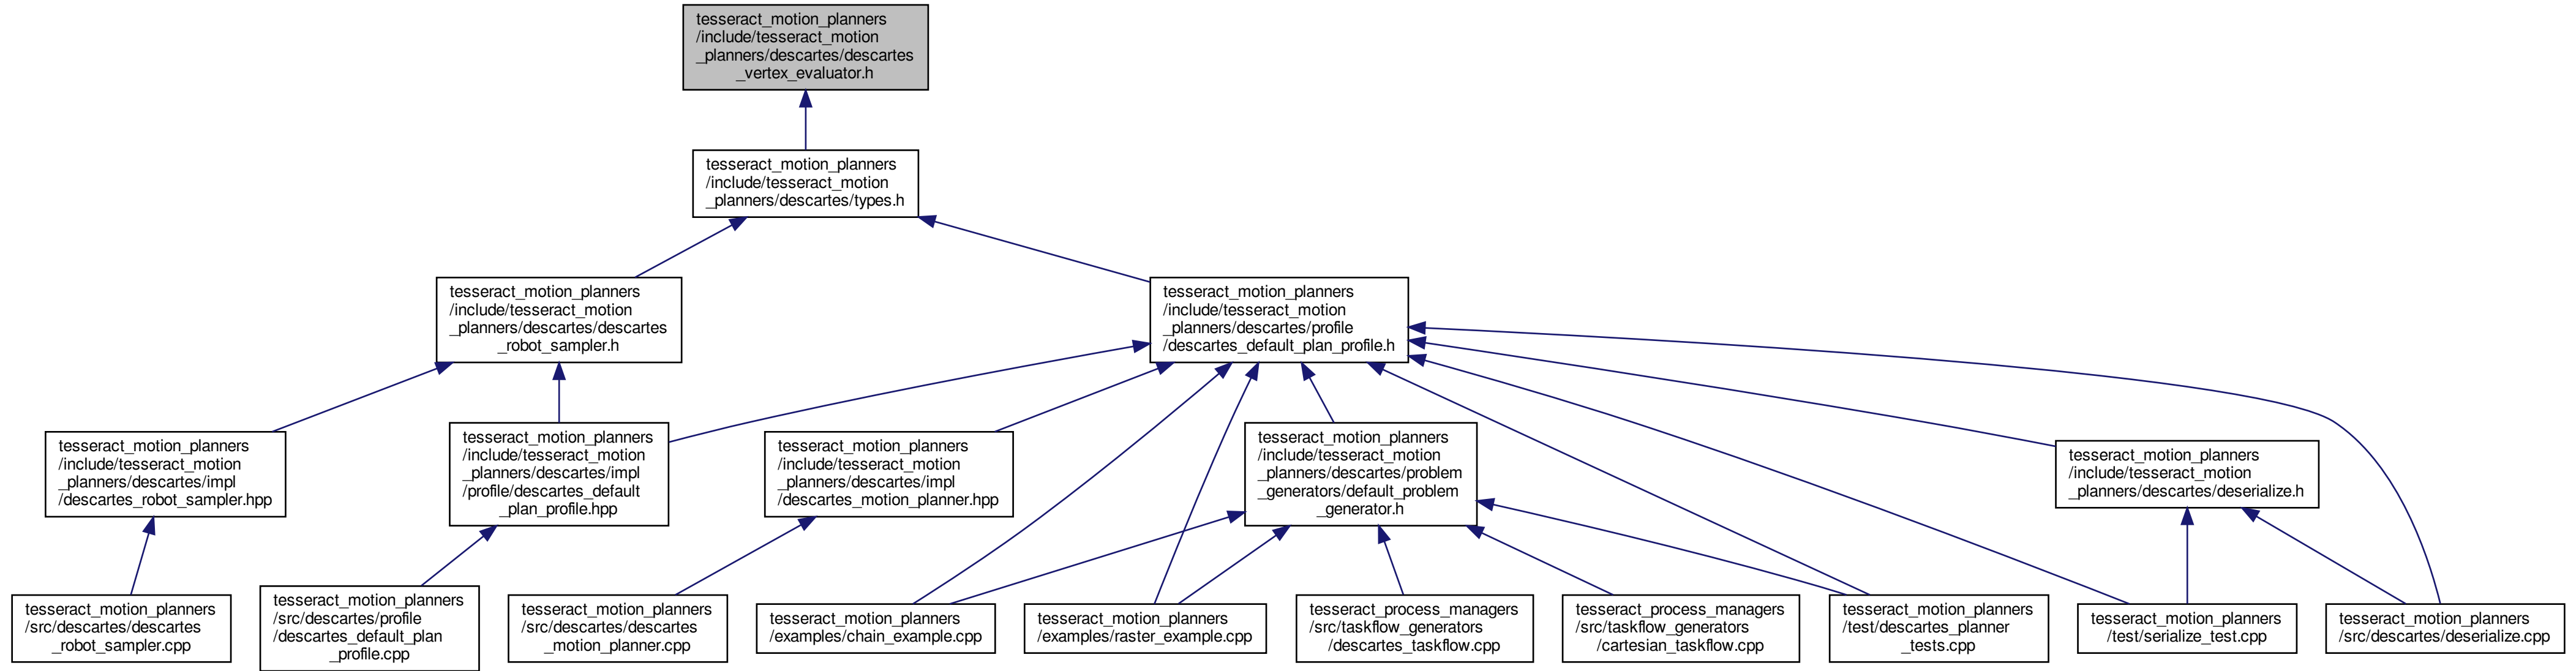 tesseract_motion_planners
/include/tesseract_motion
_planners/descartes/descartes
_vertex_evaluator.h
tesseract_motion_planners
/include/tesseract_motion
_planners/descartes/types.h
tesseract_motion_planners
/include/tesseract_motion
_planners/descartes/descartes
_robot_sampler.h
tesseract_motion_planners
/include/tesseract_motion
_planners/descartes/profile
/descartes_default_plan_profile.h
tesseract_motion_planners
/include/tesseract_motion
_planners/descartes/impl
/descartes_robot_sampler.hpp
tesseract_motion_planners
/include/tesseract_motion
_planners/descartes/impl
/profile/descartes_default
_plan_profile.hpp
tesseract_motion_planners
/include/tesseract_motion
_planners/descartes/impl
/descartes_motion_planner.hpp
tesseract_motion_planners
/include/tesseract_motion
_planners/descartes/problem
_generators/default_problem
_generator.h
tesseract_motion_planners
/include/tesseract_motion
_planners/descartes/deserialize.h
tesseract_motion_planners
/src/descartes/descartes
_robot_sampler.cpp
tesseract_motion_planners
/src/descartes/profile
/descartes_default_plan
_profile.cpp
tesseract_motion_planners
/src/descartes/descartes
_motion_planner.cpp
tesseract_motion_planners
/examples/chain_example.cpp
tesseract_motion_planners
/examples/raster_example.cpp
tesseract_process_managers
/src/taskflow_generators
/descartes_taskflow.cpp
tesseract_process_managers
/src/taskflow_generators
/cartesian_taskflow.cpp
tesseract_motion_planners
/test/descartes_planner
_tests.cpp
tesseract_motion_planners
/test/serialize_test.cpp
tesseract_motion_planners
/src/descartes/deserialize.cpp